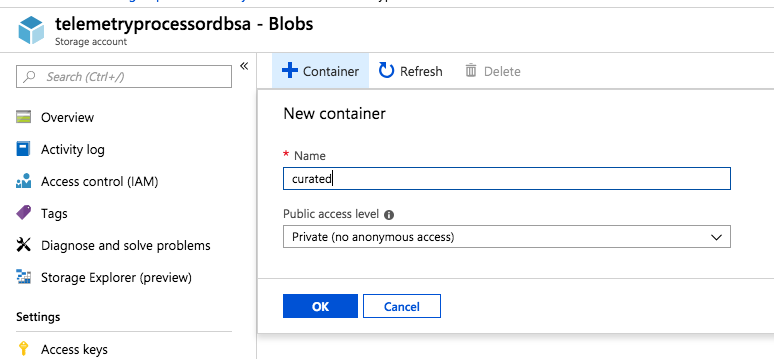 telemetryprocessordbsa - Blobs
Storage account
Search (Ctrl+/)
«
Overview
Activity log
Access control (IAM)
Tags
Diagnose and solve problems
Storage Explorer (preview)
Settings
Access keys
+ Container
Refresh
Delete
New container
* Name
curated
Public access level
Private (no anonymous access)
OK
Cancel